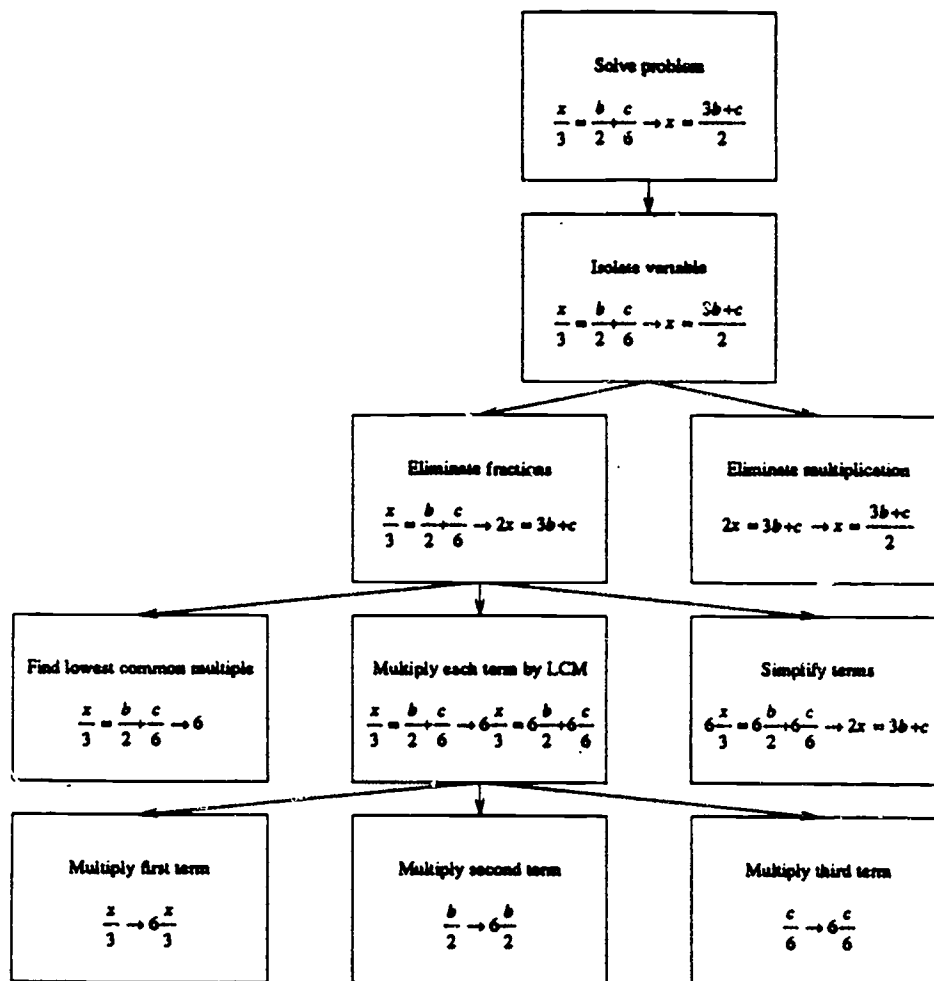 Solve problem
x/3 = b/2 + c/6 → x = 3b+c/2
Isolate variable
x/3 = b/2 + c/6 → x = 3b+c/2
Eliminate fractions
x/3 = b/2 + c/6 → 2x = 3b+c
Eliminate multiplication
2x = 3b+c → x = 3b+c/2
Find lowest common multiple
x/3 = b/2 + c/6 → 6
Multiply each term by LCM
x/3 = b/2 + c/6 → 6 x/3 = 6 b/2 + 6 c/6
Simplify terms
6 x/3 = 6 b/2 + 6 c/6 → 2x = 3b+c
Multiply first term
x/3 → 6 x/3
Multiply second term
b/2 → 6 b/2
Multiply third term
c/6 → 6 c/6